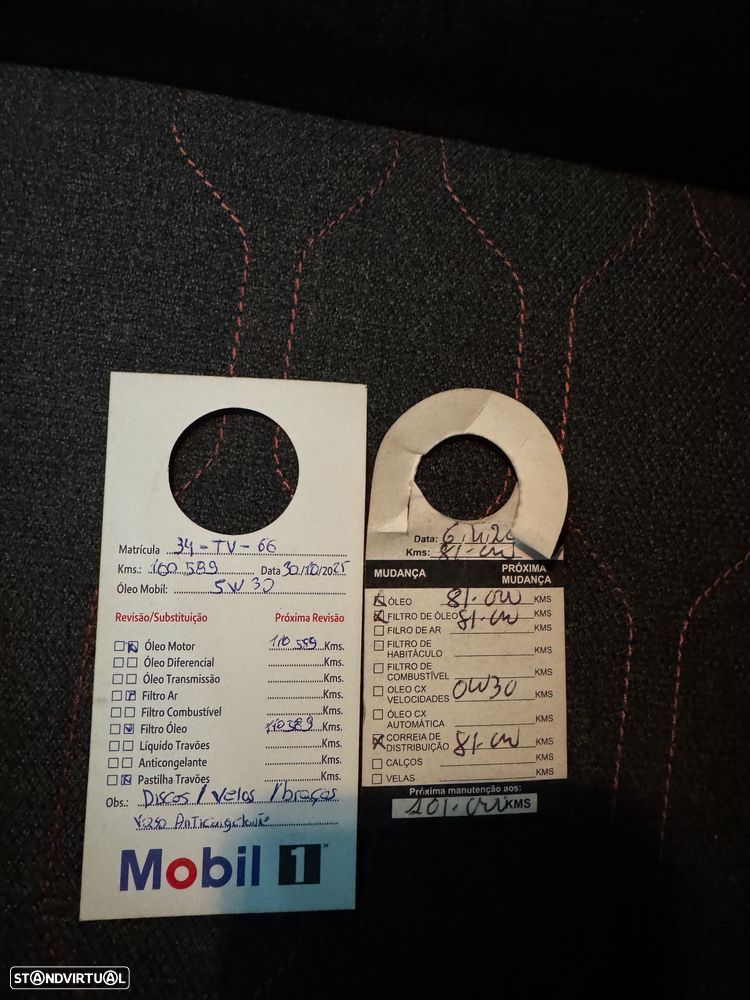 Matrícula 34-TV-66
Kms.: 100 589 Data 30/10/2025
Óleo Mobil: 5W30
Revisão/Substituição Próxima Revisão
Óleo Motor 110 589 Kms.
Óleo Diferencial Kms.
Óleo Transmissão Kms.
Filtro Ar Kms.
Filtro Combustível Kms.
Filtro Óleo 110589 Kms.
Líquido Travões Kms.
Anticongelante Kms.
Pastilha Travões Kms.
Obs.: Discos / Velas / braços
Vaso Anticongelante
Mobil 1™
Data:
Kms:
MUDANÇA PRÓXIMA MUDANÇA
ÓLEO KMS
FILTRO DE ÓLEO KMS
FILRO DE AR KMS
FILTRO DE
HABITÁCULO KMS
FILTRO DE
COMBUSTÍVEL KMS
OLEO CX
VELOCIDADES 0W30 KMS
ÓLEO CX
AUTOMÁTICA KMS
CORREIA DE
DISTRIBUIÇÃO KMS
CALÇOS KMS
VELAS KMS
Próxima manutenção aos:
KMS
STANDVIRTUAL